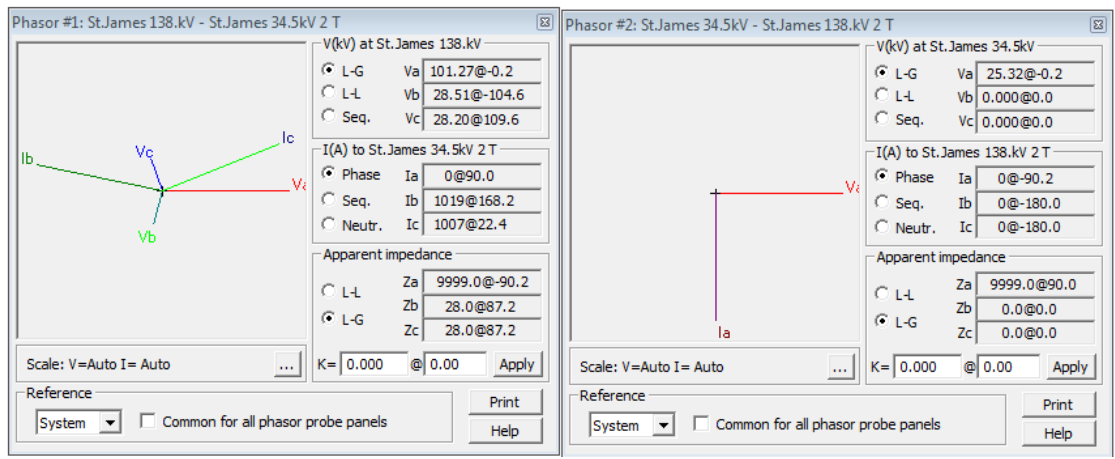 Phasor #1: St.James 138.kV - St.James 34.5kV 2 T
V(kV) at St.James 138.kV
L-G Va 101.27@-0.2
L-L Vb 28.51@-104.6
Seq. Vc 28.20@109.6
I(A) to St.James 34.5kV 2 T
Phase Ia 0@90.0
Seq. Ib 1019@168.2
Neutr. Ic 1007@22.4
Apparent impedance
Za 9999.0@-90.2
L-L
Zb 28.0@87.2
L-G
Zc 28.0@87.2
K= 0.000 @ 0.00 Apply
Ib
Vc
Ic
Va
Vb
Scale: V=Auto I= Auto ...
Reference
System Common for all phasor probe panels
Print
Help
Phasor #2: St.James 34.5kV - St.James 138.kV 2 T
V(kV) at St.James 34.5kV
L-G Va 25.32@-0.2
L-L Vb 0.000@0.0
Seq. Vc 0.000@0.0
I(A) to St.James 138.kV 2 T
Phase Ia 0@-90.2
Seq. Ib 0@-180.0
Neutr. Ic 0@-180.0
Apparent impedance
Za 9999.0@90.0
L-L
Zb 0.0@0.0
L-G
Zc 0.0@0.0
K= 0.000 @ 0.00 Apply
Va
Ia
Scale: V=Auto I= Auto ...
Reference
System Common for all phasor probe panels
Print
Help